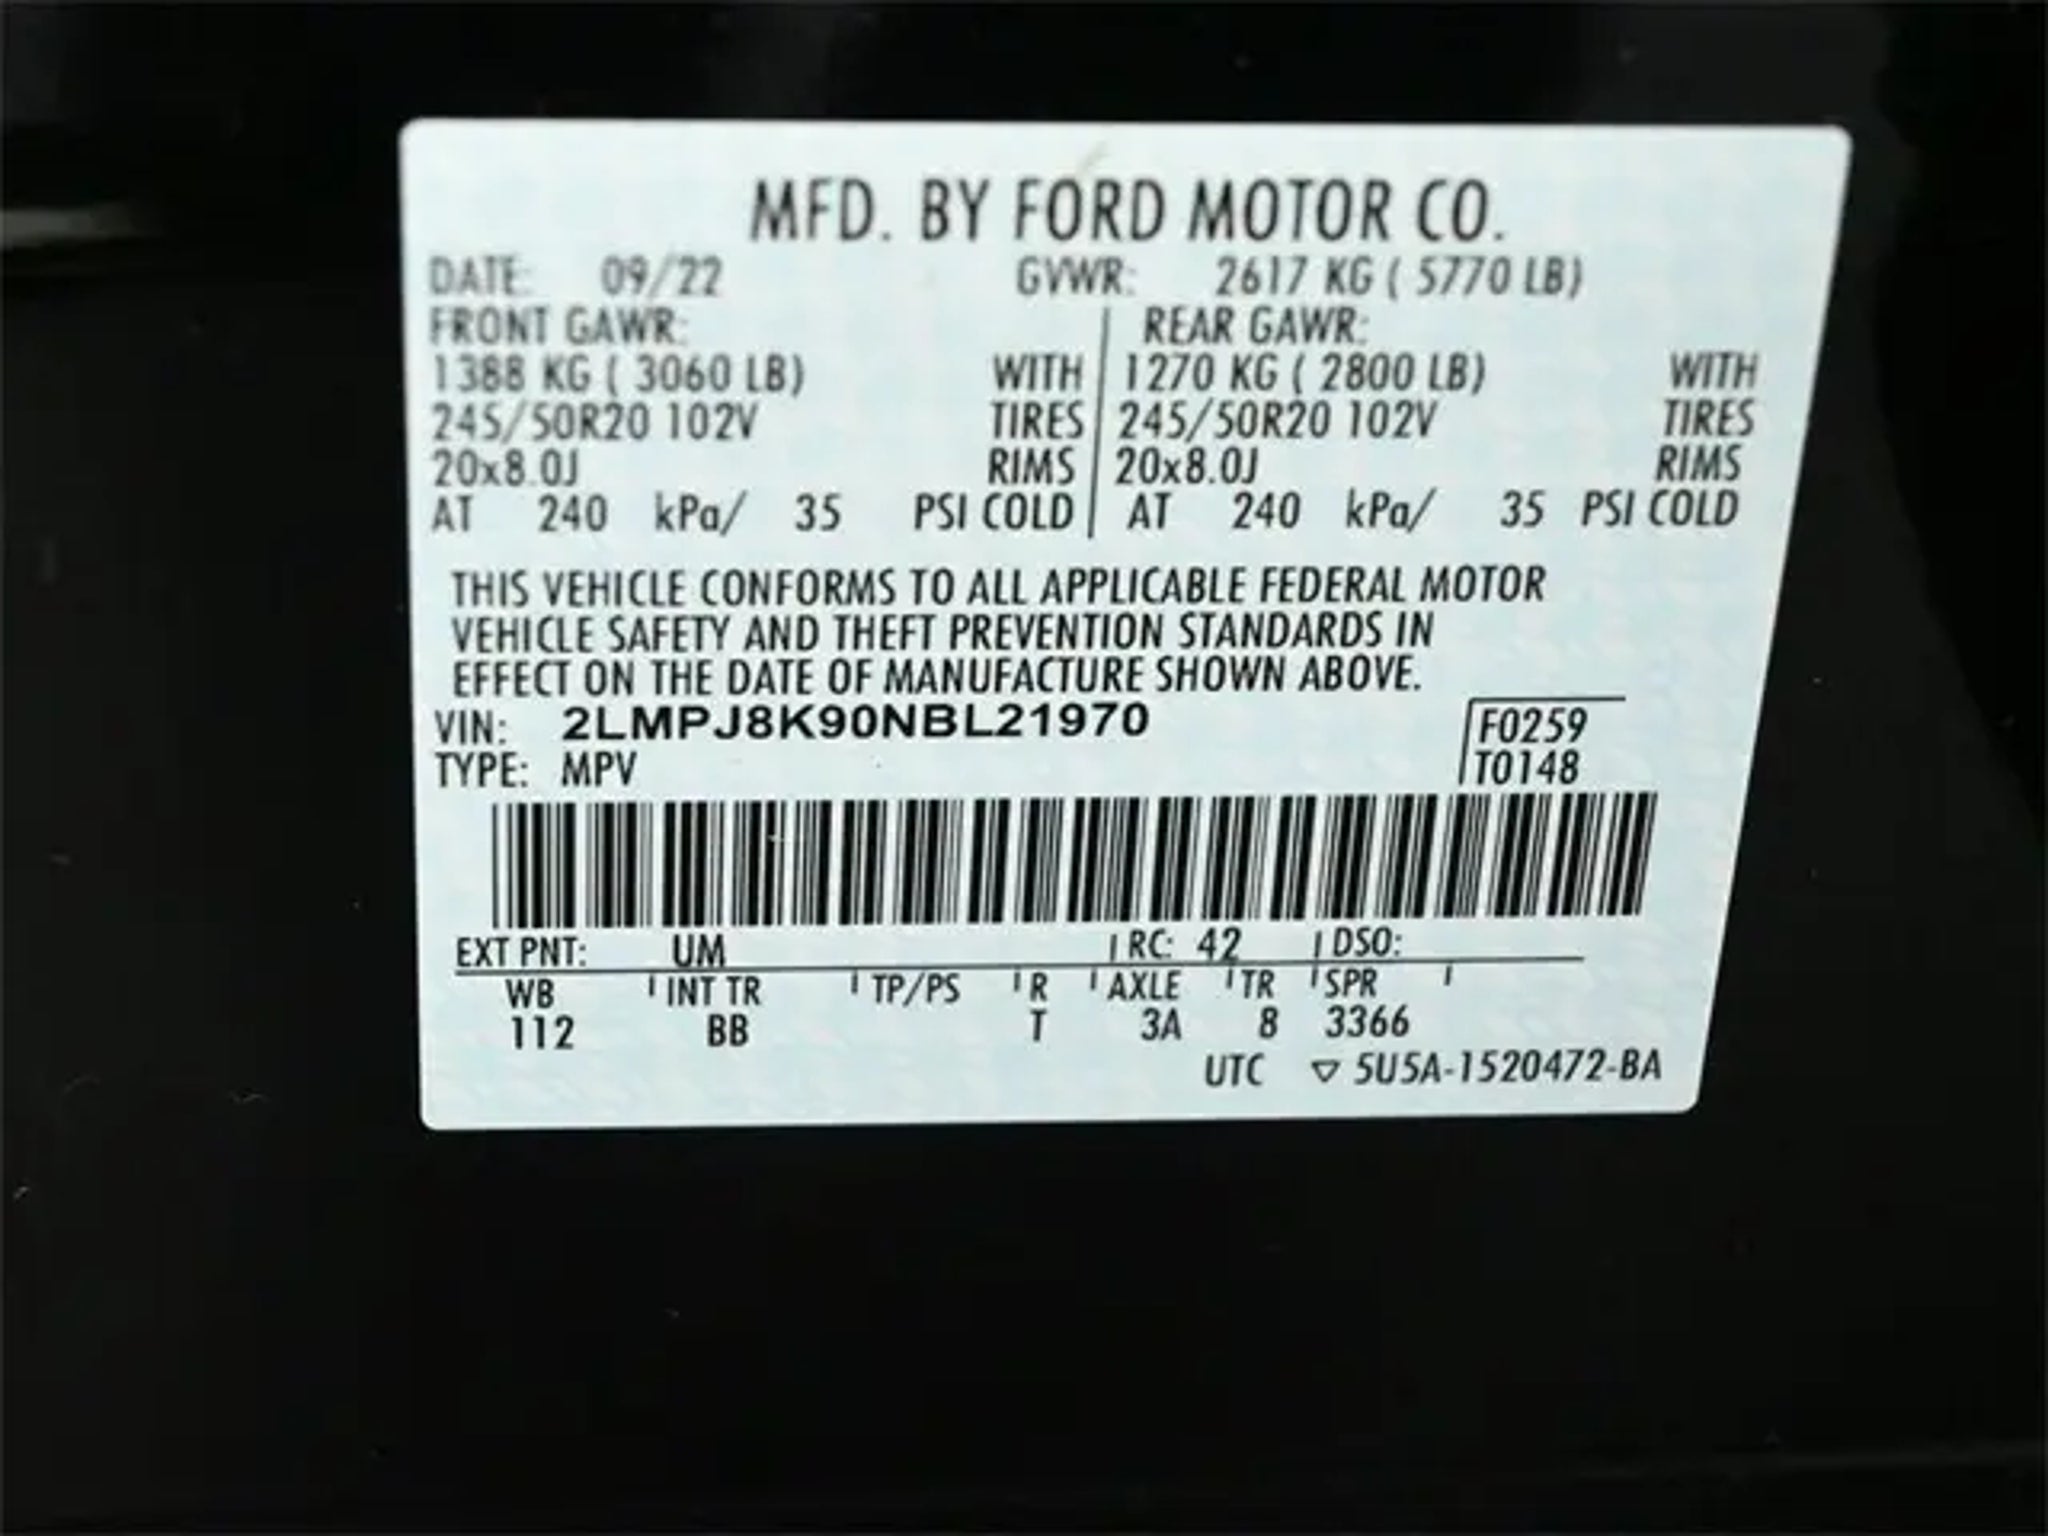 MFD. BY FORD MOTOR CO.
DATE: 09/22 GVWR: 2617 KG ( 5770 LB)
FRONT GAWR: REAR GAWR:
1388 KG ( 3060 LB) WITH 1270 KG ( 2800 LB) WITH
245/50R20 102V TIRES 245/50R20 102V TIRES
20x8.0J RIMS 20x8.0J RIMS
AT 240 kPa/ 35 PSI COLD AT 240 kPa/ 35 PSI COLD
THIS VEHICLE CONFORMS TO ALL APPLICABLE FEDERAL MOTOR
VEHICLE SAFETY AND THEFT PREVENTION STANDARDS IN
EFFECT ON THE DATE OF MANUFACTURE SHOWN ABOVE.
VIN: 2LMPJ8K90NBL21970 F0259
TYPE: MPV T0148
EXT PNT: UM RC: 42 DSO:
WB INT TR TP/PS R AXLE TR SPR
112 BB T 3A 8 3366
UTC ▽ 5U5A-1520472-BA